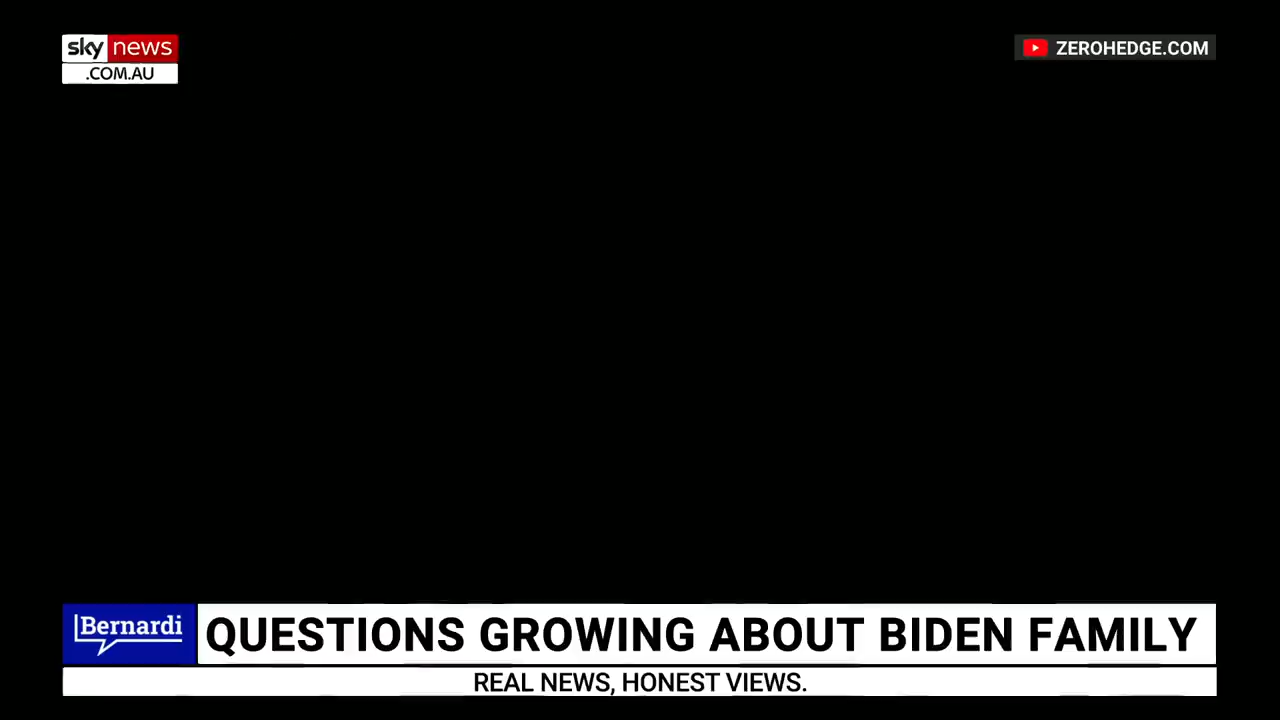 sky news
.COM.AU
ZEROHEDGE.COM
Bernardi
QUESTIONS GROWING ABOUT BIDEN FAMILY
REAL NEWS, HONEST VIEWS.